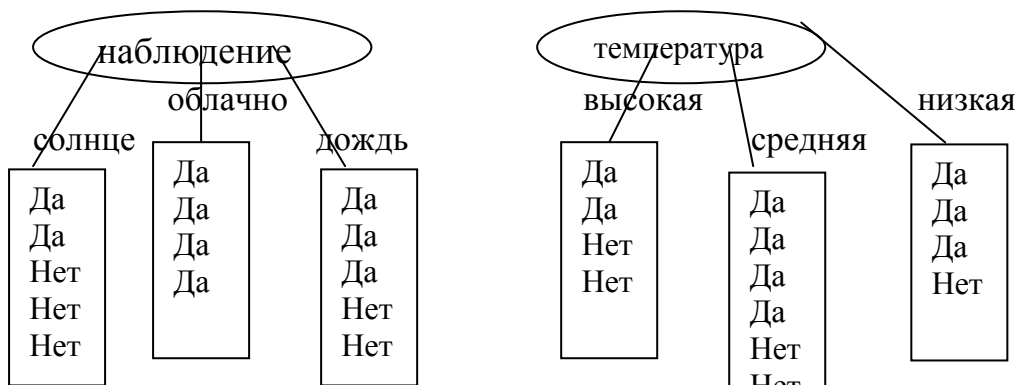 наблюдение
облачно
солнце
дождь
Да
Да
Нет
Нет
Нет
Да
Да
Да
Да
Да
Да
Да
Нет
Нет
температура
высокая
низкая
средняя
Да
Да
Нет
Нет
Да
Да
Да
Да
Нет
Нет
Да
Да
Да
Нет